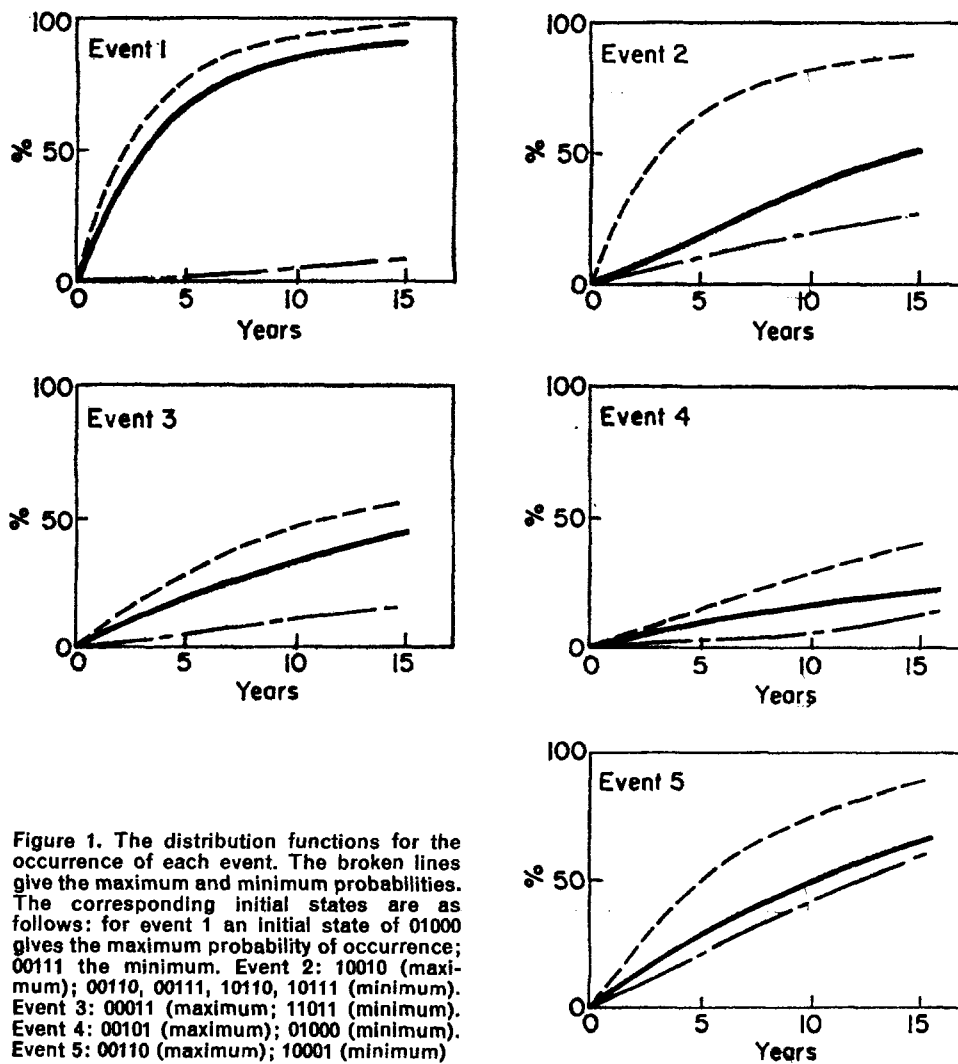 100
Event 1
%
50
0
0 5 10 15
Years
100
Event 2
%
50
0
0 5 10 15
Years
100
Event 3
%
50
0
0 5 10 15
Years
100
Event 4
%
50
0
0 5 10 15
Years
100
Event 5
%
50
0
0 5 10 15
Years
Figure 1. The distribution functions for the
occurrence of each event. The broken lines
give the maximum and minimum probabilities.
The corresponding initial states are as
follows: for event 1 an initial state of 01000
gives the maximum probability of occurrence;
00111 the minimum. Event 2: 10010 (maxi-
mum); 00110, 00111, 10110, 10111 (minimum).
Event 3: 00011 (maximum; 11011 (minimum).
Event 4: 00101 (maximum); 01000 (minimum).
Event 5: 00110 (maximum); 10001 (minimum)